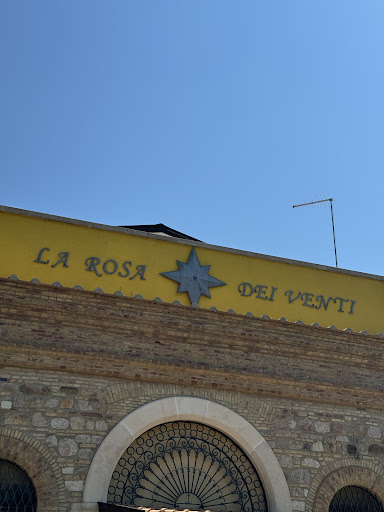 LA ROSA DEI VENTI